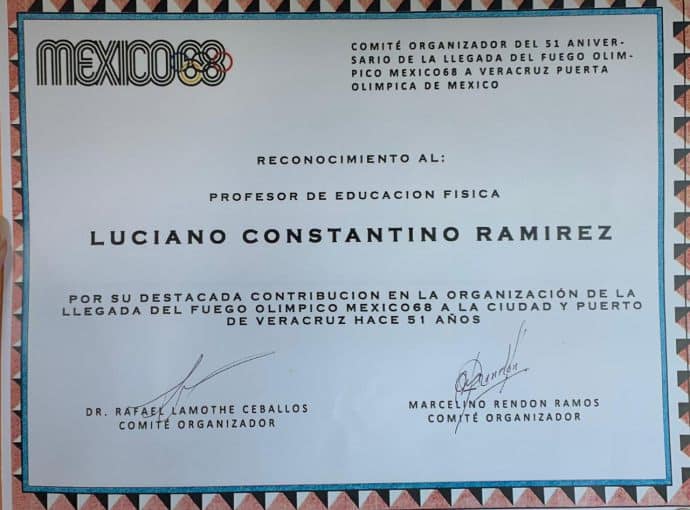 MEXICO68
COMITÉ ORGANIZADOR DEL 51 ANIVER-
SARIO DE LA LLEGADA DEL FUEGO OLIM-
PICO MEXICO68 A VERACRUZ PUERTA
OLIMPICA DE MEXICO
RECONOCIMIENTO AL:
PROFESOR DE EDUCACION FISICA
LUCIANO CONSTANTINO RAMIREZ
POR SU DESTACADA CONTRIBUCION EN LA ORGANIZACIÓN DE LA
LLEGADA DEL FUEGO OLIMPICO MEXICO68 A LA CIUDAD Y PUERTO
DE VERACRUZ HACE 51 AÑOS
DR. RAFAEL LAMOTHE CEBALLOS
COMITÉ ORGANIZADOR
MARCELINO RENDON RAMOS
COMITÉ ORGANIZADOR